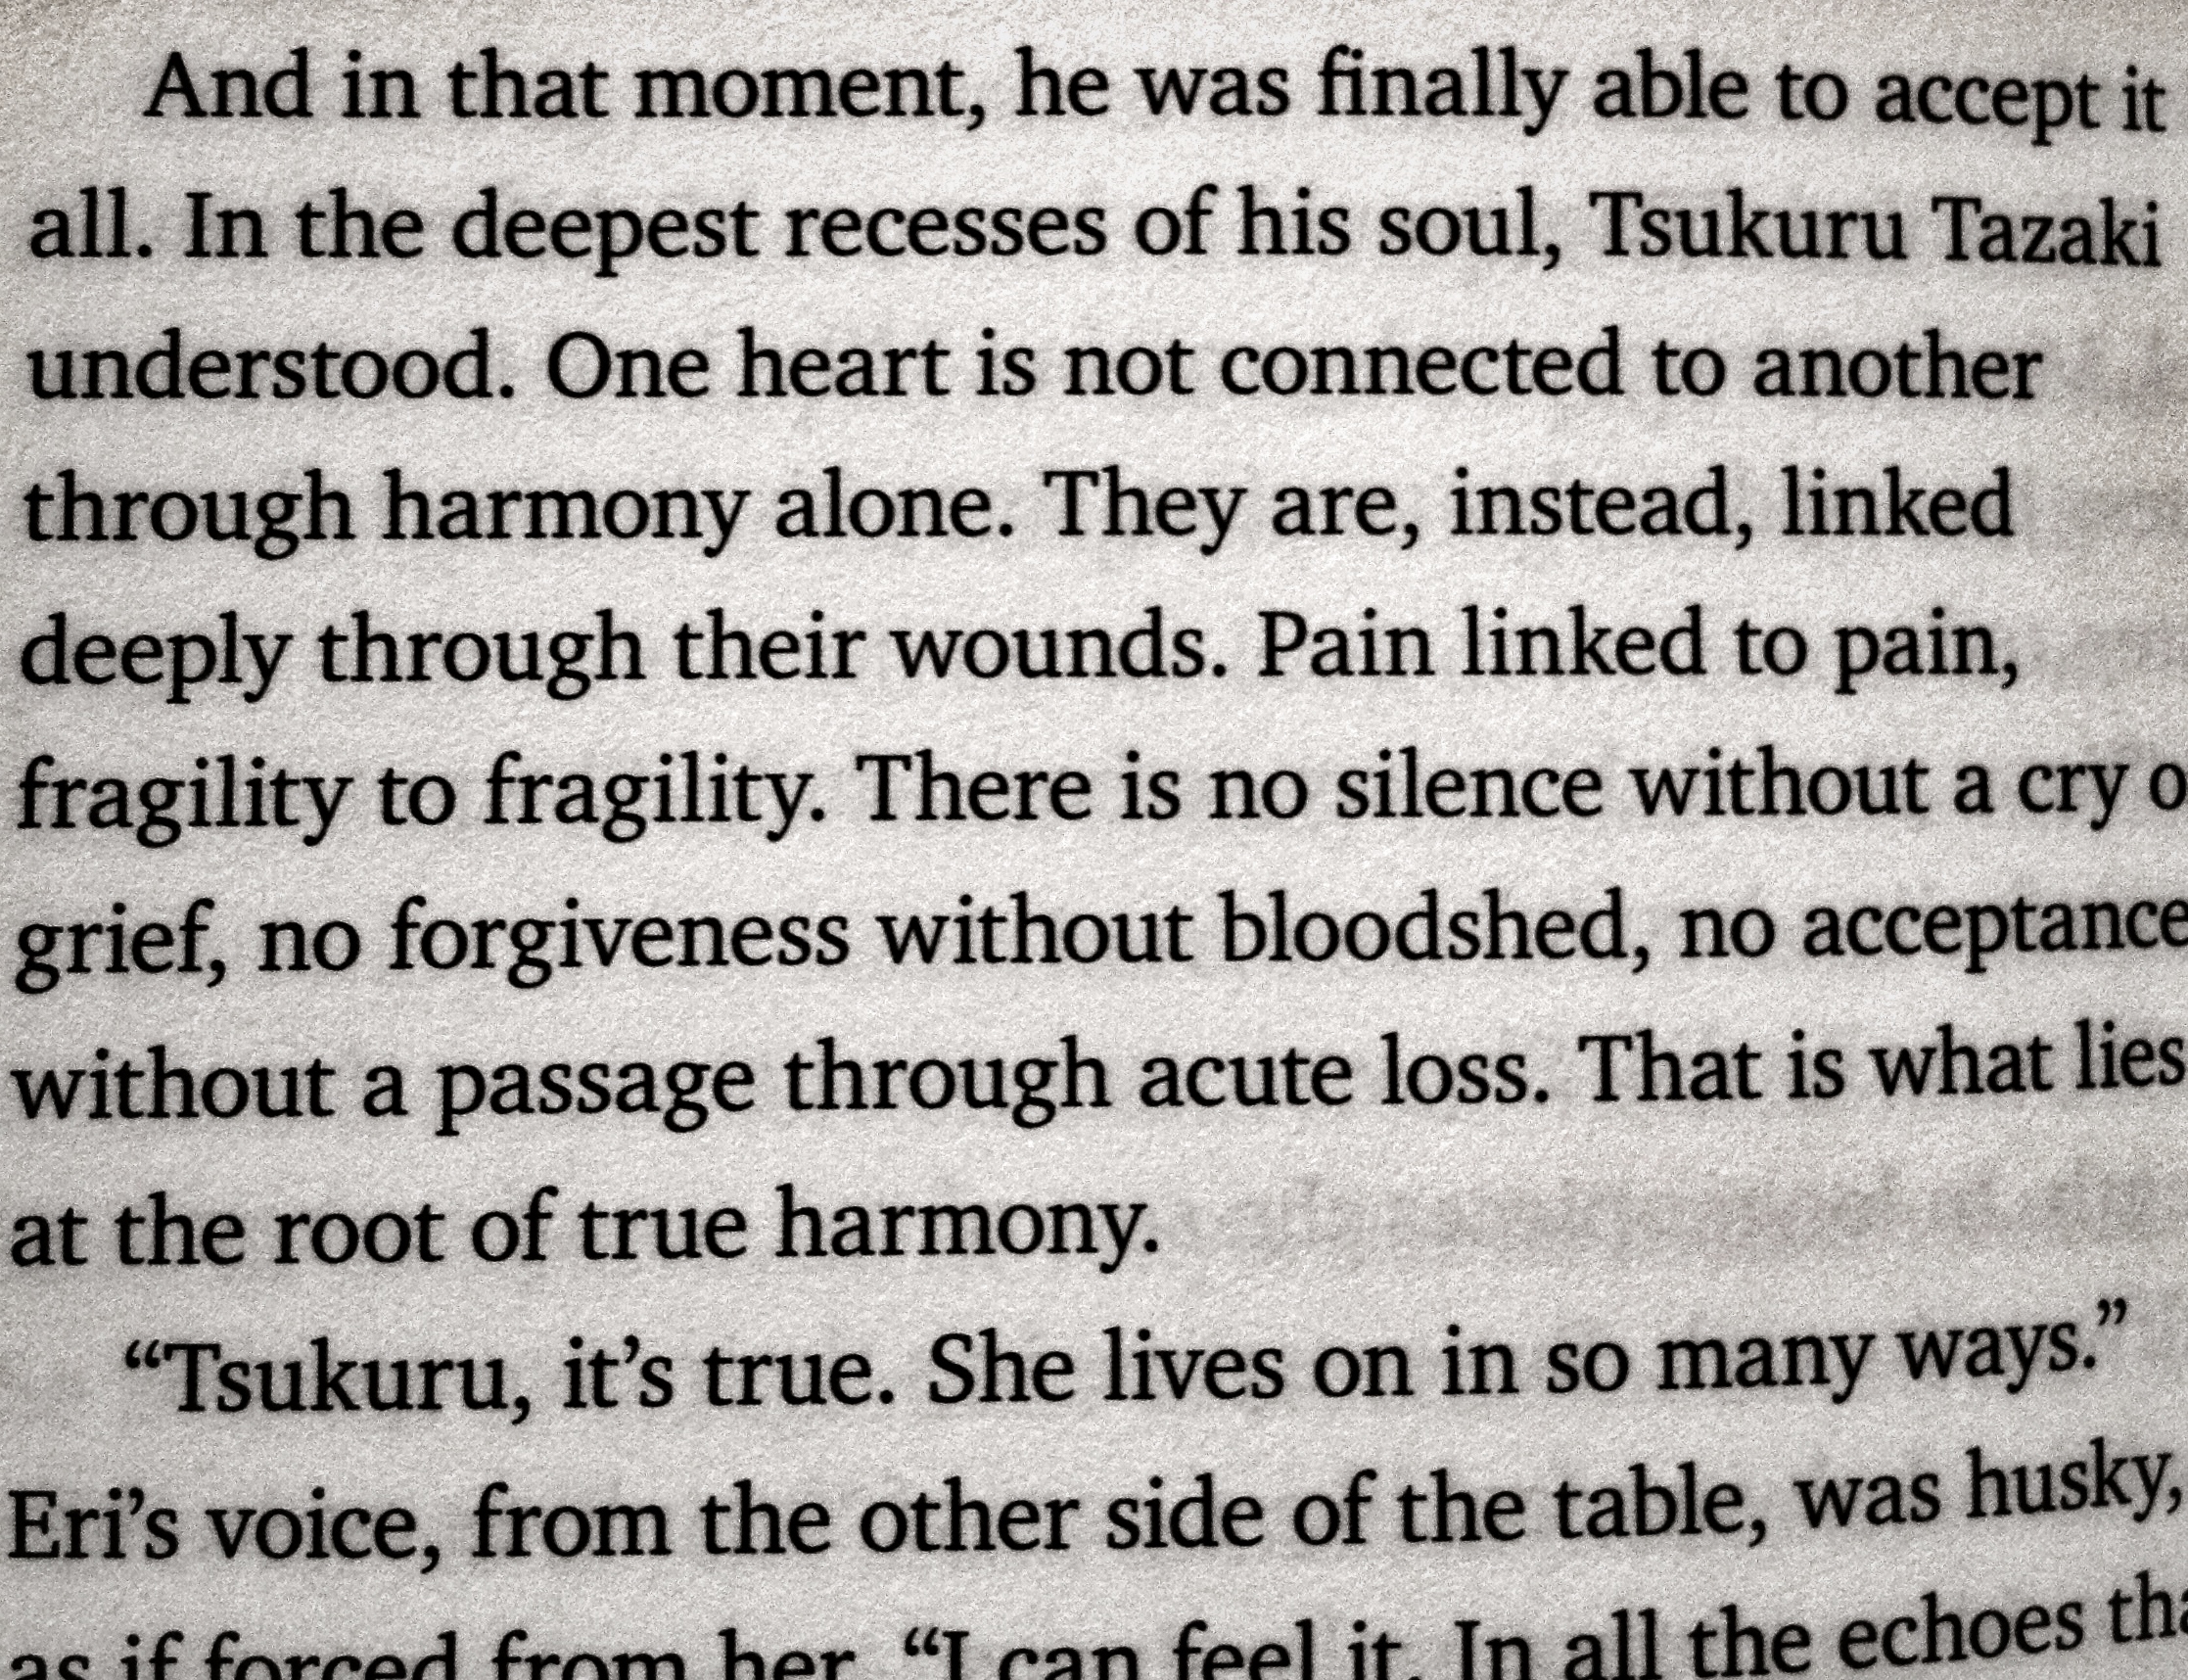 And in that moment, he was finally able to accept it
all. In the deepest recesses of his soul, Tsukuru Tazaki
understood. One heart is not connected to another
through harmony alone. They are, instead, linked
deeply through their wounds. Pain linked to pain,
fragility to fragility. There is no silence without a cry o
grief, no forgiveness without bloodshed, no acceptance
without a passage through acute loss. That is what lies
at the root of true harmony.
“Tsukuru, it’s true. She lives on in so many ways.”
Eri’s voice, from the other side of the table, was husky,
as if forced from her. “I can feel it. In all the echoes tha